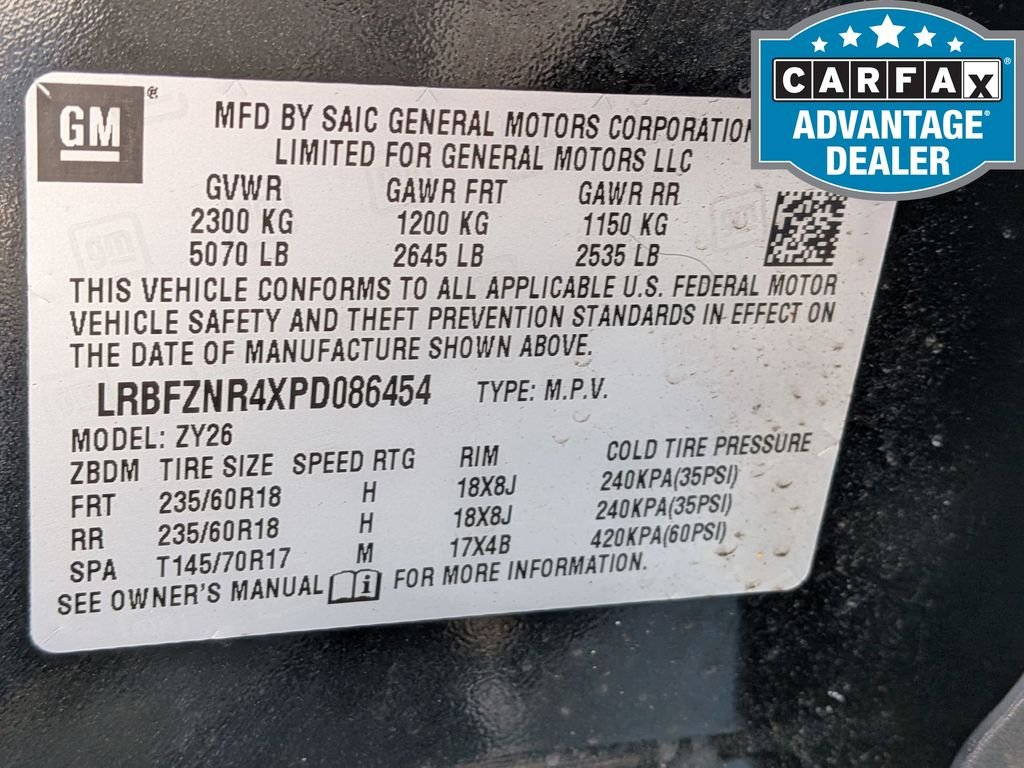 GM
MFD BY SAIC GENERAL MOTORS CORPORATION
LIMITED FOR GENERAL MOTORS LLC
GVWR GAWR FRT GAWR RR
2300 KG 1200 KG 1150 KG
5070 LB 2645 LB 2535 LB
THIS VEHICLE CONFORMS TO ALL APPLICABLE U.S. FEDERAL MOTOR
VEHICLE SAFETY AND THEFT PREVENTION STANDARDS IN EFFECT ON
THE DATE OF MANUFACTURE SHOWN ABOVE.
LRBFZNR4XPD086454 TYPE: M.P.V.
MODEL: ZY26
ZBDM TIRE SIZE SPEED RTG RIM COLD TIRE PRESSURE
FRT 235/60R18 H 18X8J 240KPA(35PSI)
RR 235/60R18 H 18X8J 240KPA(35PSI)
SPA T145/70R17 M 17X4B 420KPA(60PSI)
SEE OWNER'S MANUAL i FOR MORE INFORMATION.
CARFAX®
ADVANTAGE®
DEALER